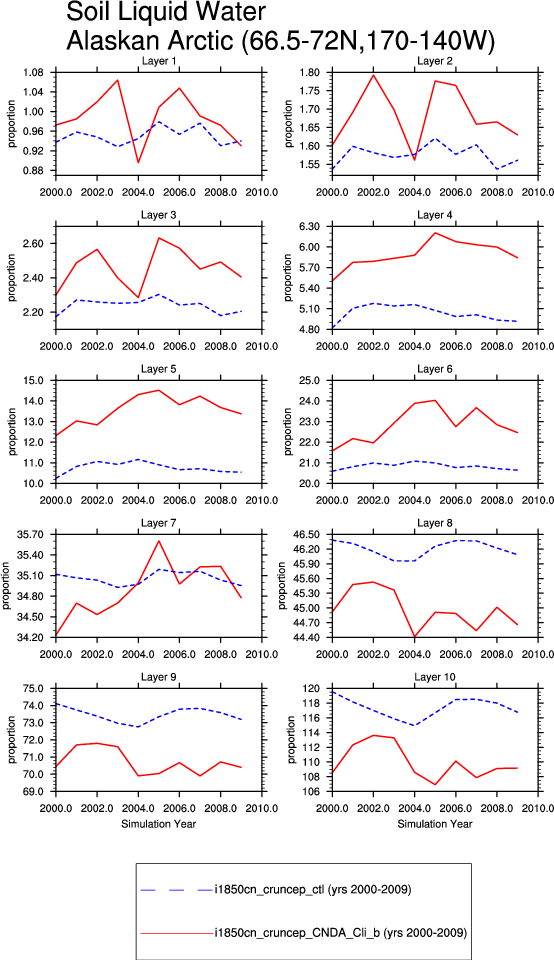 Soil Liquid Water
Alaskan Arctic (66.5-72N,170-140W)
Layer 1
Layer 2
proportion
1.08
1.04
1.00
0.96
0.92
0.88
2000.0 2002.0 2004.0 2006.0 2008.0 2010.0
proportion
1.80
1.75
1.70
1.65
1.60
1.55
2000.0 2002.0 2004.0 2006.0 2008.0 2010.0
Layer 3
Layer 4
proportion
2.60
2.40
2.20
2000.0 2002.0 2004.0 2006.0 2008.0 2010.0
proportion
6.30
6.00
5.70
5.40
5.10
4.80
2000.0 2002.0 2004.0 2006.0 2008.0 2010.0
Layer 5
Layer 6
proportion
15.0
14.0
13.0
12.0
11.0
10.0
2000.0 2002.0 2004.0 2006.0 2008.0 2010.0
proportion
25.0
24.0
23.0
22.0
21.0
20.0
2000.0 2002.0 2004.0 2006.0 2008.0 2010.0
Layer 7
Layer 8
proportion
35.70
35.40
35.10
34.80
34.50
34.20
2000.0 2002.0 2004.0 2006.0 2008.0 2010.0
proportion
46.50
46.20
45.90
45.60
45.30
45.00
44.70
44.40
2000.0 2002.0 2004.0 2006.0 2008.0 2010.0
Layer 9
Layer 10
proportion
75.0
74.0
73.0
72.0
71.0
70.0
69.0
2000.0 2002.0 2004.0 2006.0 2008.0 2010.0
Simulation Year
proportion
120
118
116
114
112
110
108
106
2000.0 2002.0 2004.0 2006.0 2008.0 2010.0
Simulation Year
i1850cn_cruncep_ctl (yrs 2000-2009)
i1850cn_cruncep_CNDA_Cli_b (yrs 2000-2009)